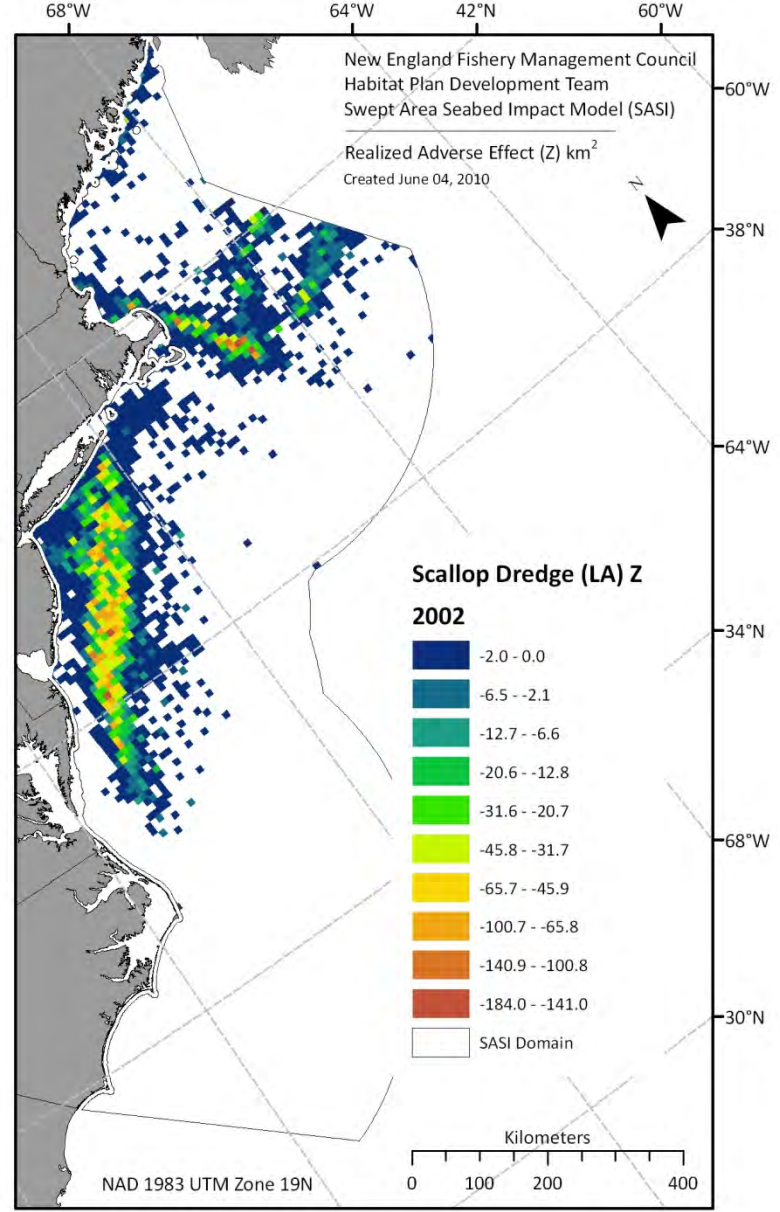 68°W 64°W 42°N 60°W
New England Fishery Management Council
Habitat Plan Development Team
Swept Area Seabed Impact Model (SASI)
Realized Adverse Effect (Z) km²
Created June 04, 2010
60°W
N
38°N
64°W
Scallop Dredge (LA) Z
2002
-2.0 - 0.0
-6.5 - -2.1
34°N
-12.7 - -6.6
-20.6 - -12.8
-31.6 - -20.7
-45.8 - -31.7
68°W
-65.7 - -45.9
-100.7 - -65.8
-140.9 - -100.8
-184.0 - -141.0
30°N
SASI Domain
Kilometers
0 100 200 400
NAD 1983 UTM Zone 19N